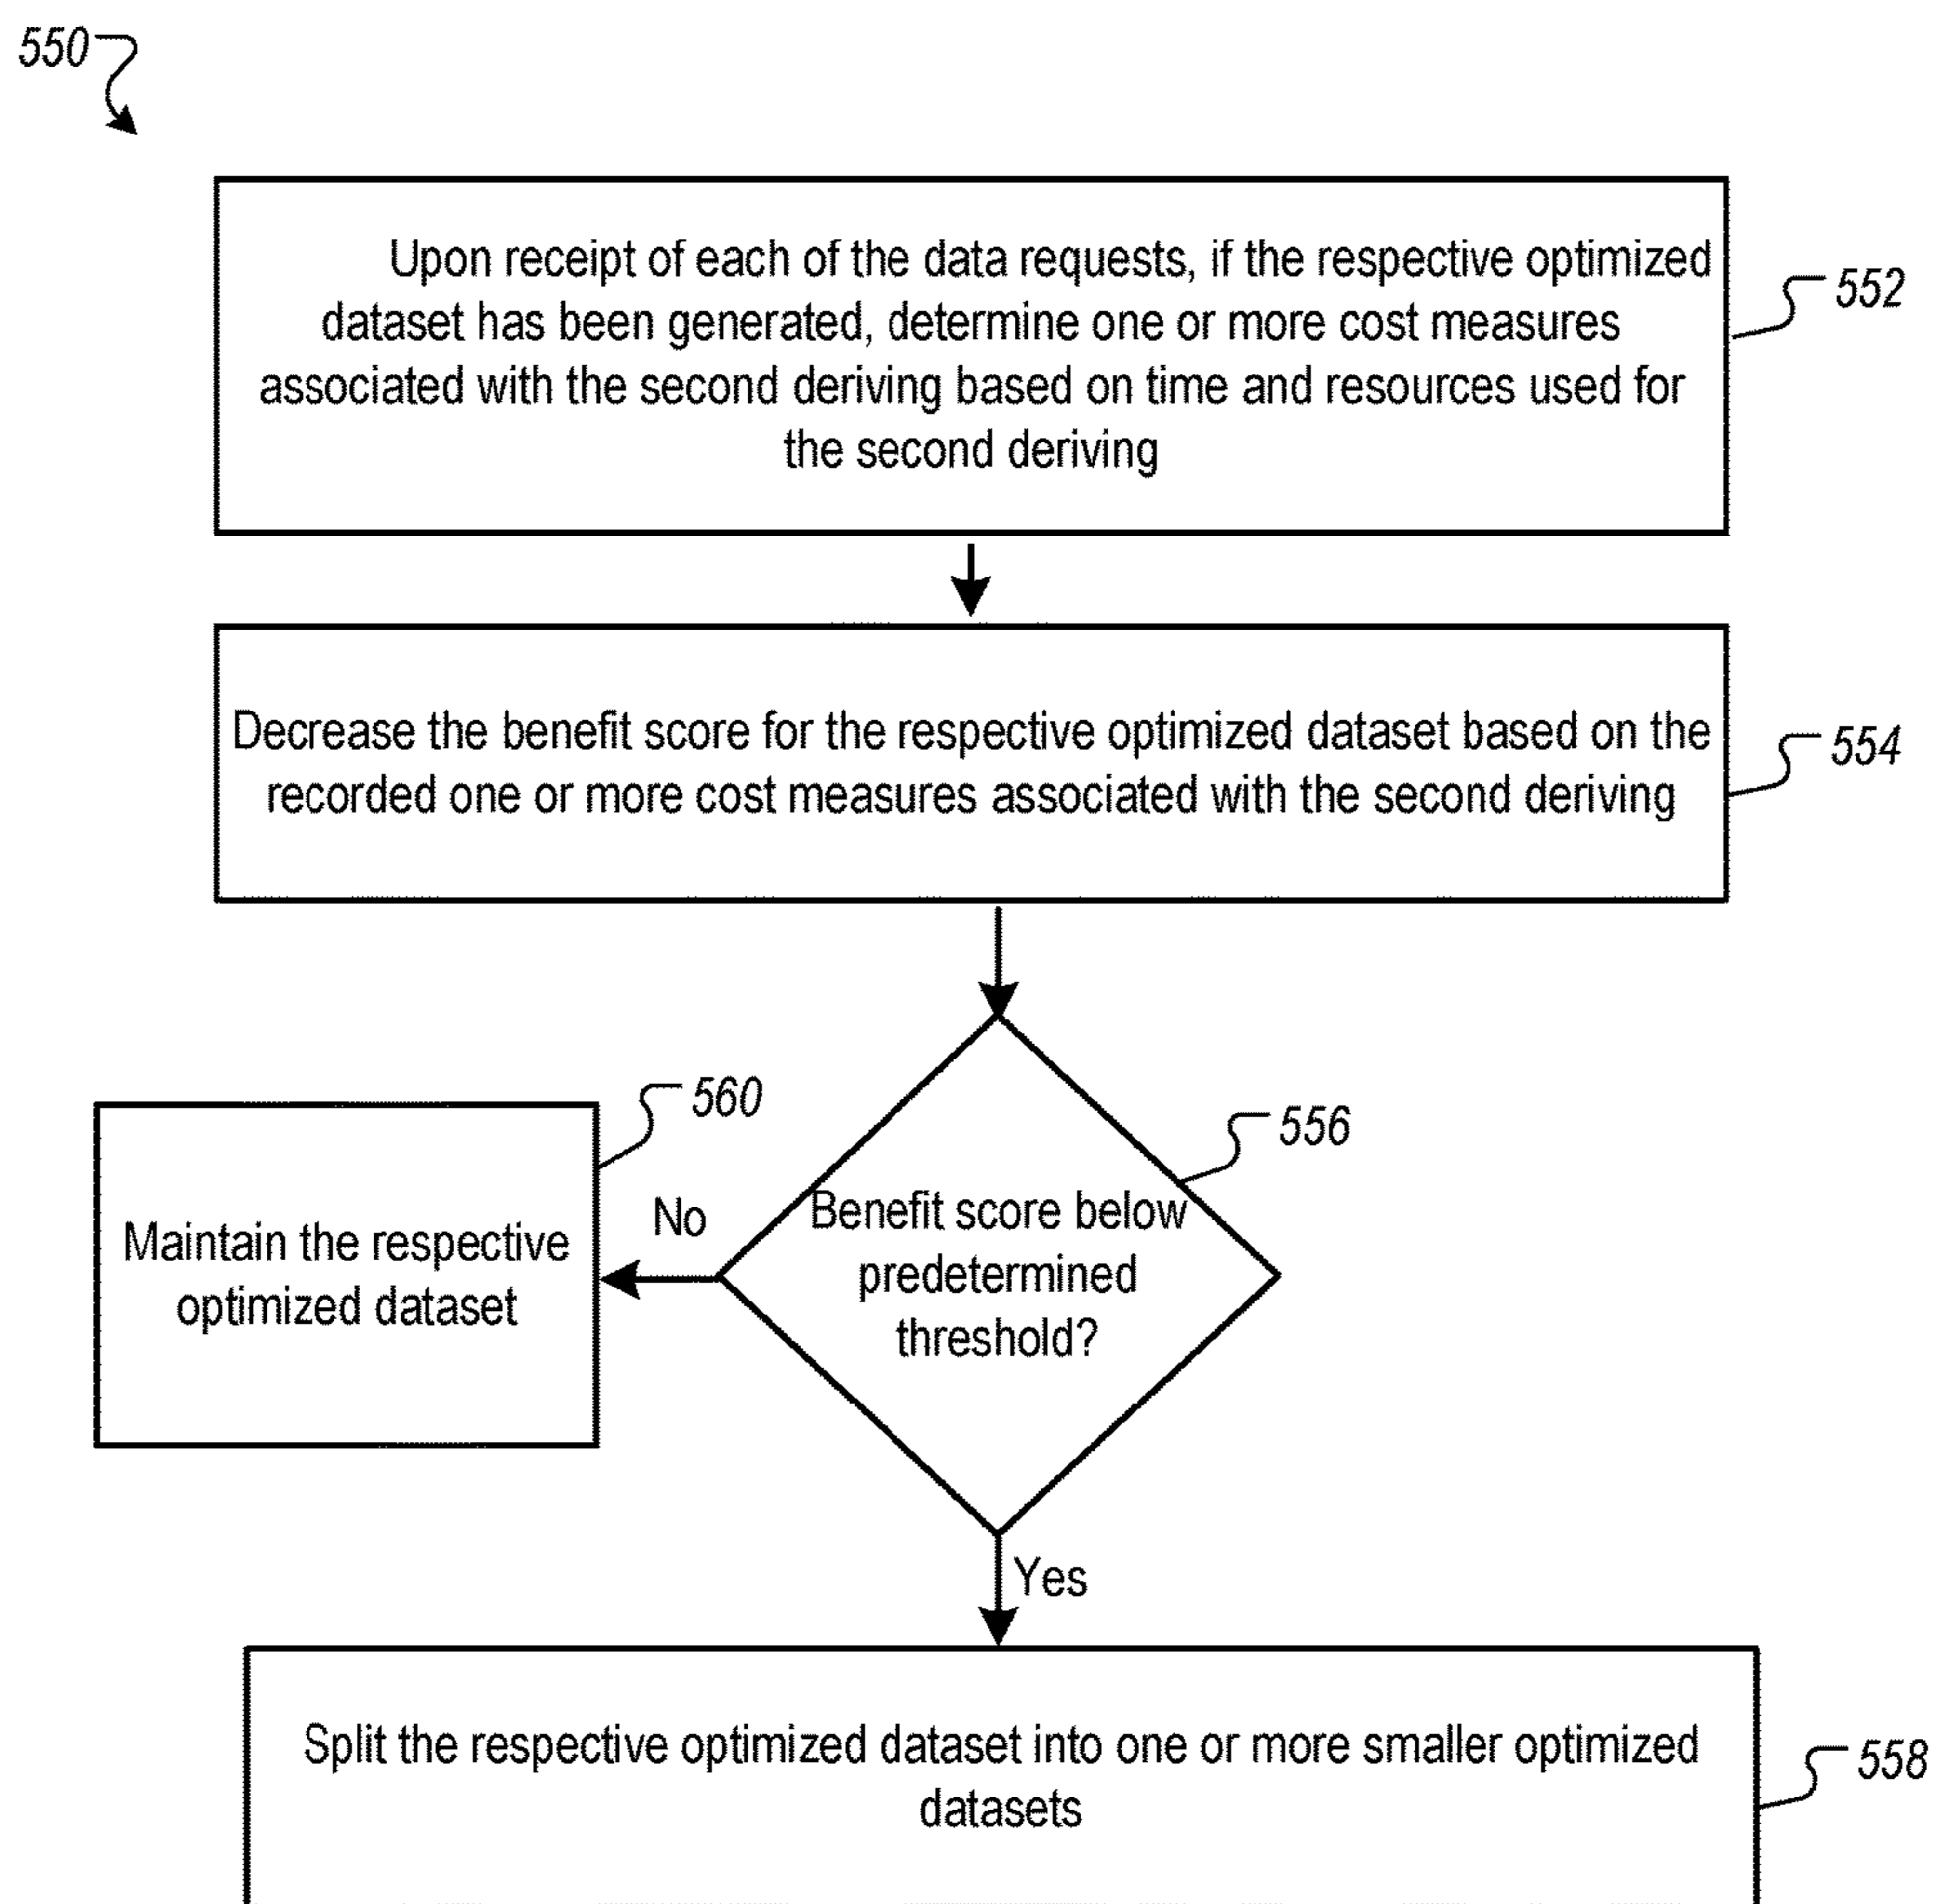 550
Upon receipt of each of the data requests, if the respective optimized
dataset has been generated, determine one or more cost measures
associated with the second deriving based on time and resources used for
the second deriving
552
Decrease the benefit score for the respective optimized dataset based on the
recorded one or more cost measures associated with the second deriving
554
Benefit score below
predetermined
threshold?
556
No
Maintain the respective
optimized dataset
560
Yes
Split the respective optimized dataset into one or more smaller optimized
datasets
558